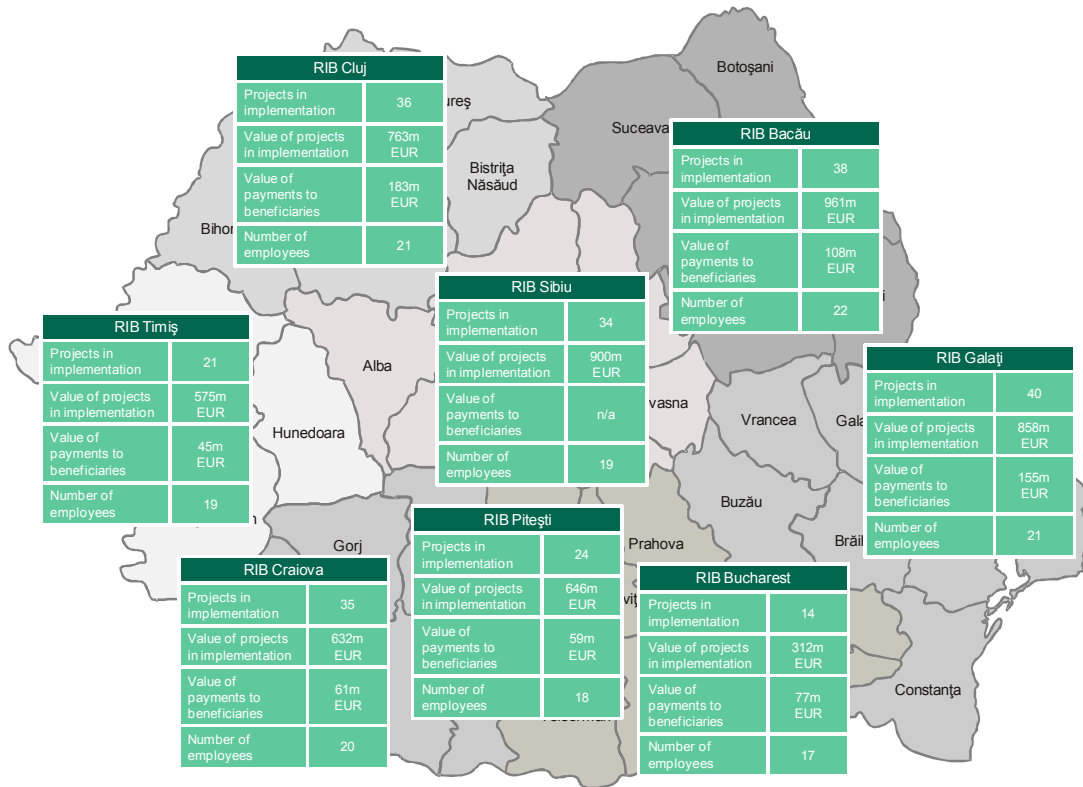 Botoşani
RIB Cluj
Projects in
implementation
36
Value of projects
in implementation
763m
EUR
Value of
payments to
beneficiaries
183m
EUR
Number of
employees
21
ureş
Suceava
Bistriţa
Năsăud
Bihor
RIB Bacău
Projects in
implementation
38
Value of projects
in implementation
961m
EUR
Value of
payments to
beneficiaries
108m
EUR
Number of
employees
22
i
RIB Sibiu
Projects in
implementation
34
Value of projects
in implementation
900m
EUR
Value of
payments to
beneficiaries
n/a
Number of
employees
19
RIB Timiş
Projects in
implementation
21
Value of projects
in implementation
575m
EUR
Value of
payments to
beneficiaries
45m
EUR
Number of
employees
19
Alba
Hunedoara
vasna
Vrancea
Gala
RIB Galaţi
Projects in
implementation
40
Value of projects
in implementation
858m
EUR
Value of
payments to
beneficiaries
155m
EUR
Number of
employees
21
Buzău
Brăil
Gorj
Prahova
RIB Piteşti
Projects in
implementation
24
Value of projects
in implementation
646m
EUR
Value of
payments to
beneficiaries
59m
EUR
Number of
employees
18
RIB Craiova
Projects in
implementation
35
Value of projects
in implementation
632m
EUR
Value of
payments to
beneficiaries
61m
EUR
Number of
employees
20
RIB Bucharest
Projects in
implementation
14
Value of projects
in implementation
312m
EUR
Value of
payments to
beneficiaries
77m
EUR
Number of
employees
17
Constanţa